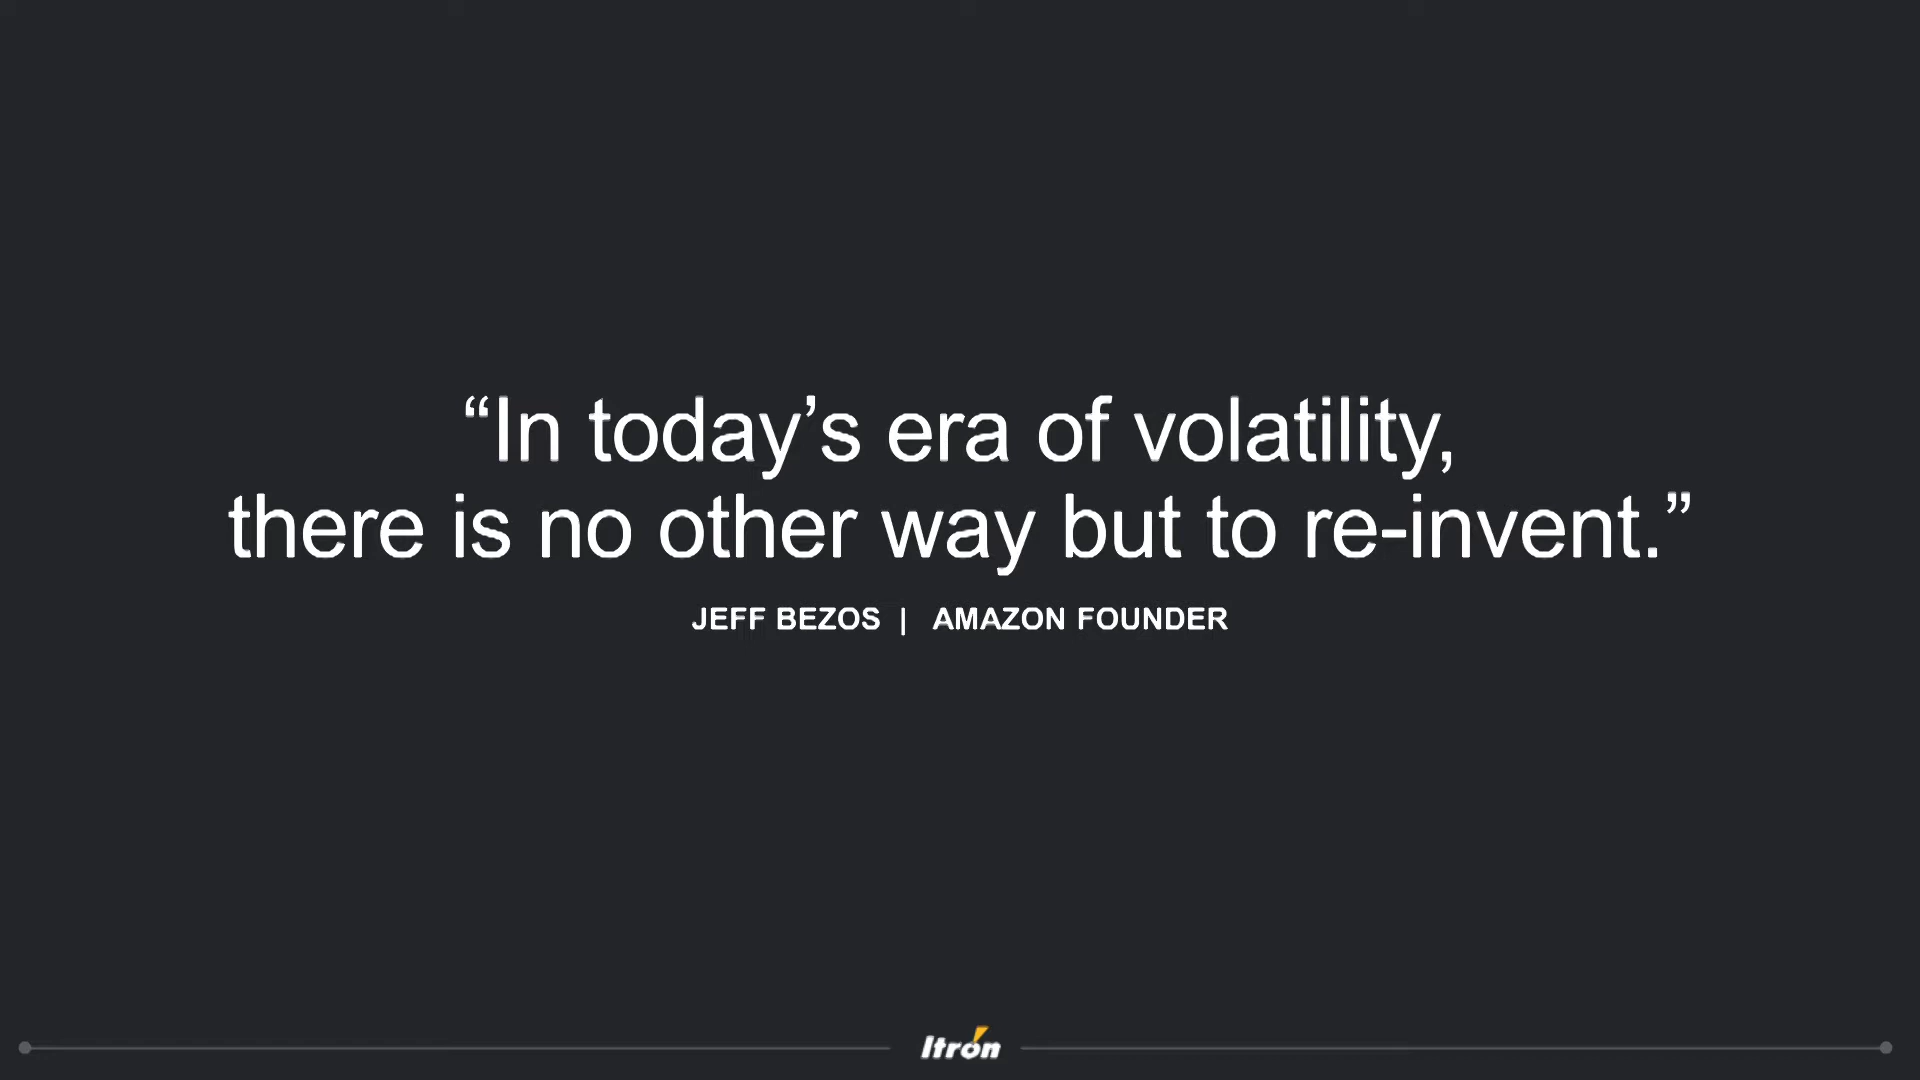 “In today’s era of volatility,
there is no other way but to re-invent.”
JEFF BEZOS | AMAZON FOUNDER
Itron